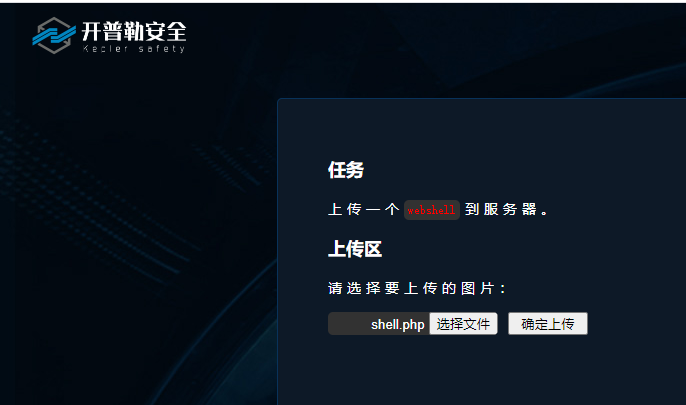 开普勒安全
Kepler safety
任务
上传一个 webshell 到服务器。
上传区
请选择要上传的图片：
shell.php 选择文件 确定上传